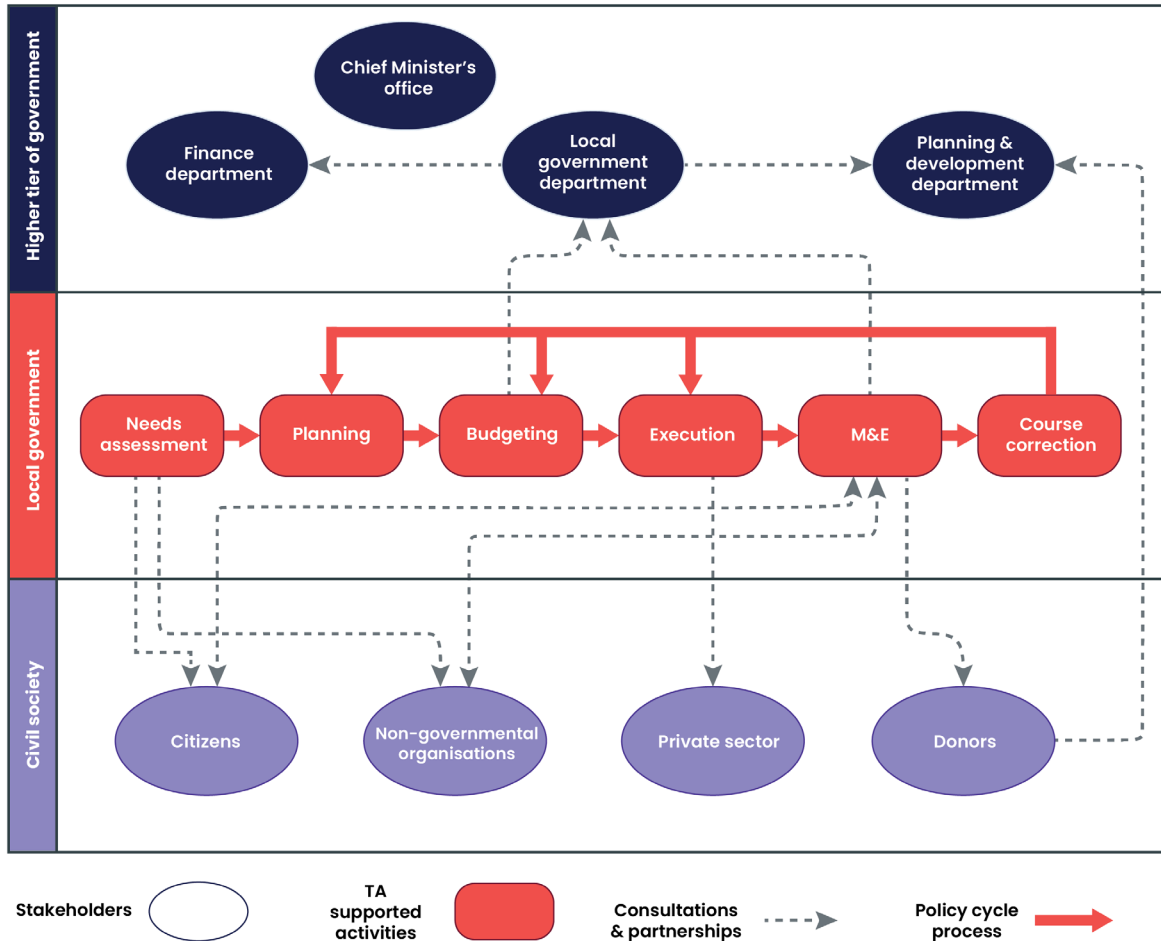 Higher tier of government
Chief Minister's
office
Finance
department
Local
government
department
Planning &
development
department
Local government
Needs
assessment
Planning
Budgeting
Execution
M&E
Course
correction
Civil society
Citizens
Non-governmental
organisations
Private sector
Donors
Stakeholders
TA
supported
activities
Consultations
& partnerships
Policy cycle
process